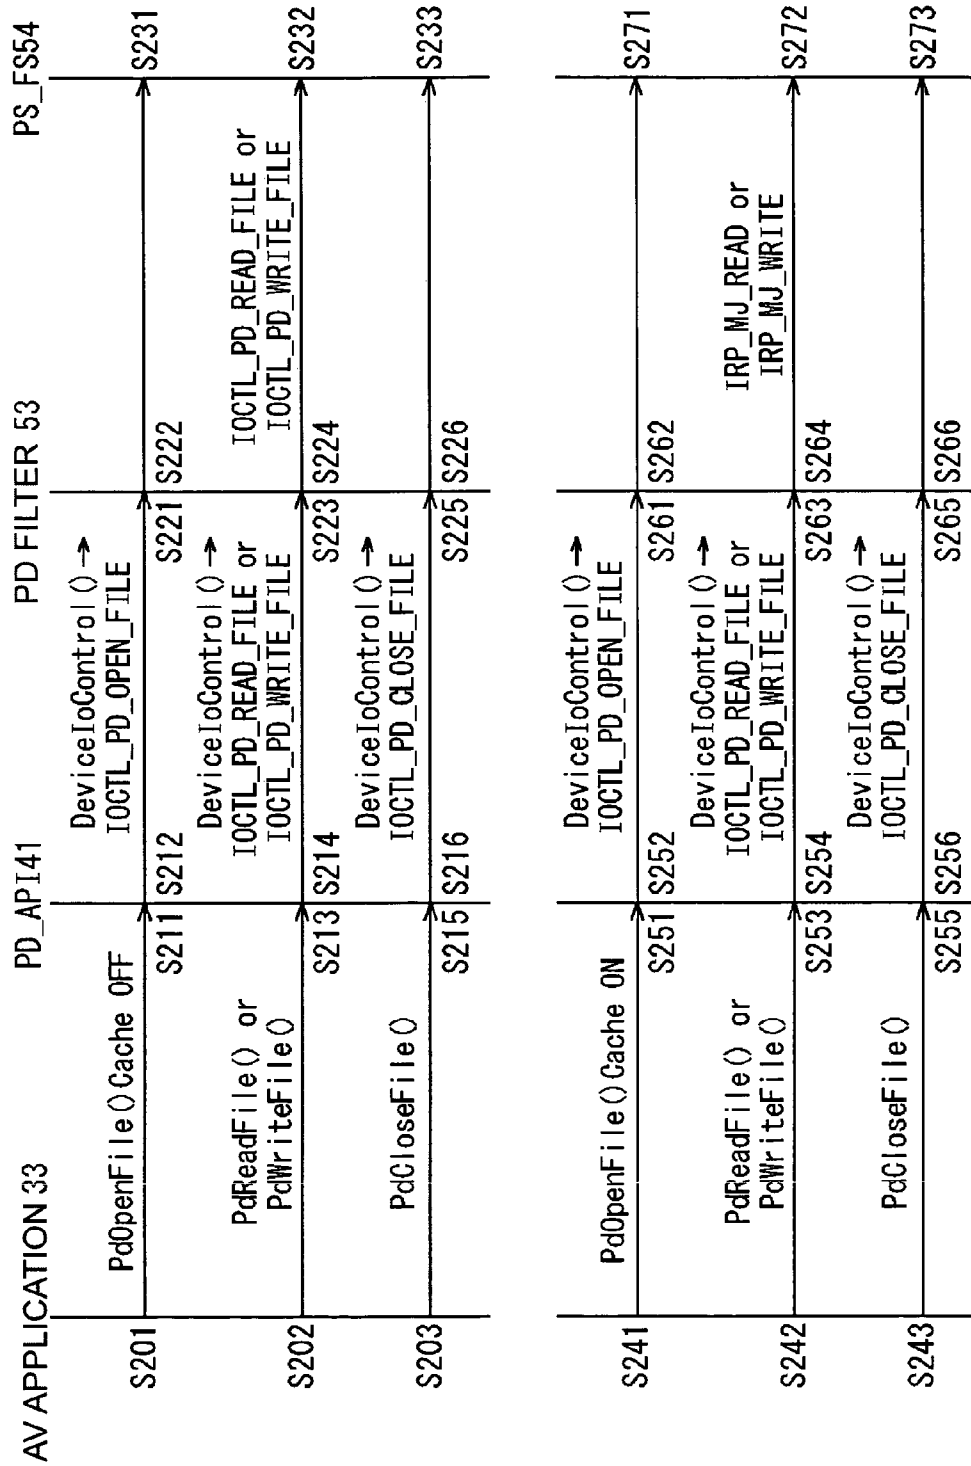 AV APPLICATION 33
PD_API41
PD FILTER 53
PS_FS54
S201
PdOpenFile()Cache OFF
S211
S212
DeviceIoControl()→
IOCTL_PD_OPEN_FILE
S221
S222
S231
S202
PdReadFile() or
PdWriteFile()
S213
S214
DeviceIoControl()→
IOCTL_PD_READ_FILE or
IOCTL_PD_WRITE_FILE
S223
S224
IOCTL_PD_READ_FILE or
IOCTL_PD_WRITE_FILE
S232
S203
PdCloseFile()
S215
S216
DeviceIoControl()→
IOCTL_PD_CLOSE_FILE
S225
S226
S233
S241
PdOpenFile()Cache ON
S251
S252
DeviceIoControl()→
IOCTL_PD_OPEN_FILE
S261
S262
S271
S242
PdReadFile() or
PdWriteFile()
S253
S254
DeviceIoControl()→
IOCTL_PD_READ_FILE or
IOCTL_PD_WRITE_FILE
S263
S264
IRP_MJ_READ or
IRP_MJ_WRITE
S272
S243
PdCloseFile()
S255
S256
DeviceIoControl()→
IOCTL_PD_CLOSE_FILE
S265
S266
S273